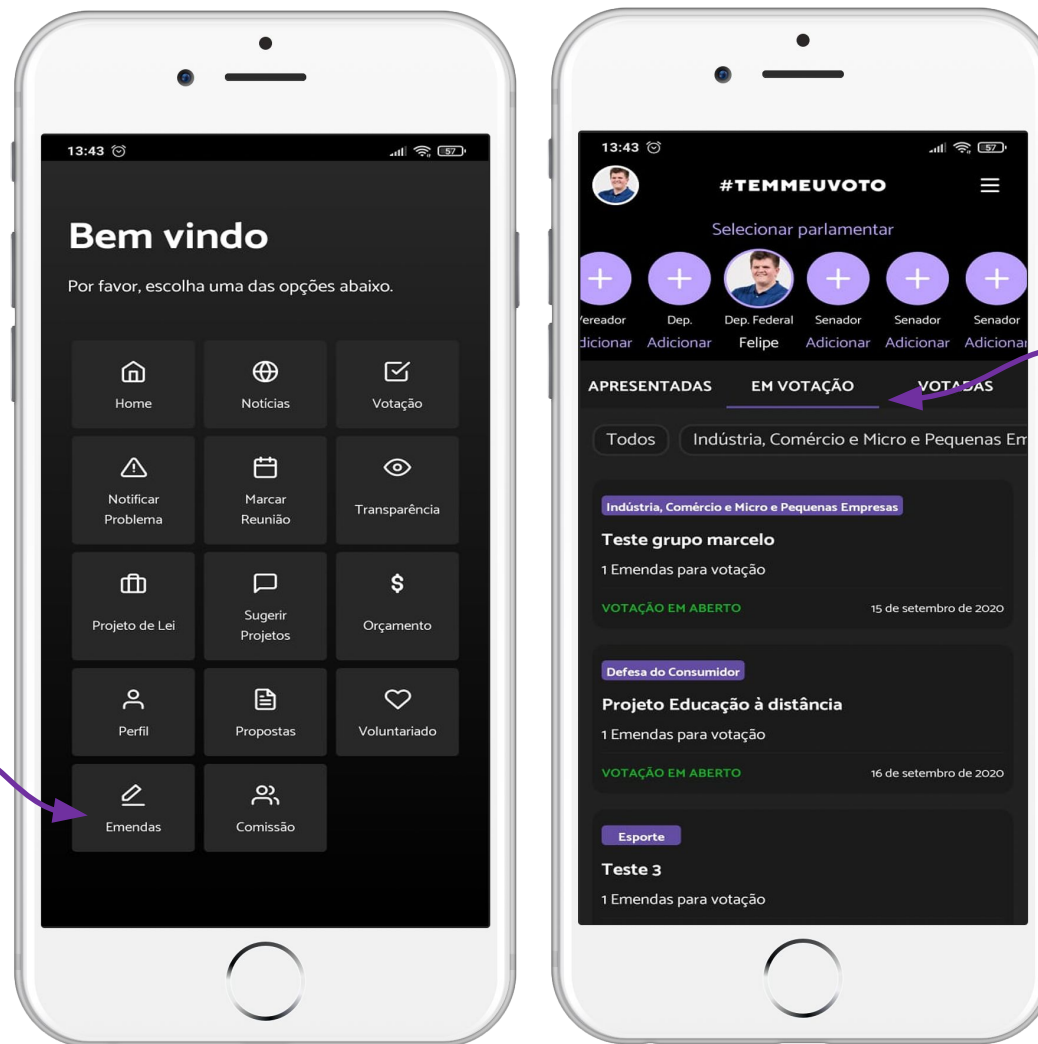 13:43
57
Bem vindo
Por favor, escolha uma das opções abaixo.
Home
Notícias
Votação
Notificar
Problema
Marcar
Reunião
Transparência
Projeto de Lei
Sugerir
Projetos
$
Orçamento
Perfil
Propostas
Voluntariado
Emendas
Comissão
13:43
57
#TEMMEUVOTO
Selecionar parlamentar
Vereador Dep. Dep. Federal Senador Senador Senador
dicionar Adicionar Felipe Adicionar Adicionar Adicionar
APRESENTADAS EM VOTAÇÃO VOTADAS
Todos Indústria, Comércio e Micro e Pequenas Em
Indústria, Comércio e Micro e Pequenas Empresas
Teste grupo marcelo
1 Emendas para votação
VOTAÇÃO EM ABERTO 15 de setembro de 2020
Defesa do Consumidor
Projeto Educação à distância
1 Emendas para votação
VOTAÇÃO EM ABERTO 16 de setembro de 2020
Esporte
Teste 3
1 Emendas para votação